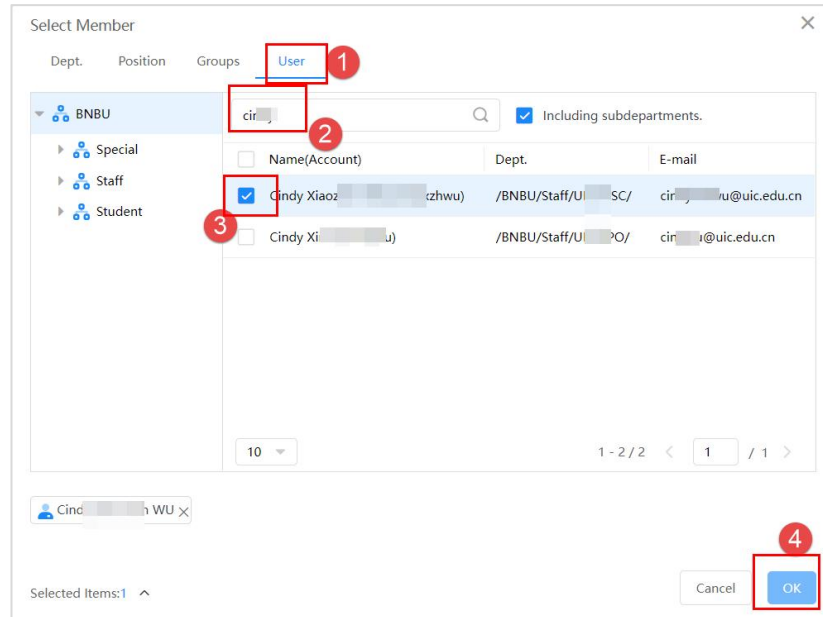 Select Member
Dept. Position Groups User 1
BNBU
Special
Staff
Student
2
Including subdepartments.
Name(Account) Dept. E-mail
3
Cindy /BNBU/Staff/ SC/ @uic.edu.cn
Cindy /BNBU/Staff/ PO/ @uic.edu.cn
10 1 - 2 / 2 < 1 / 1 >
WU ×
4
Selected Items:1 Cancel OK